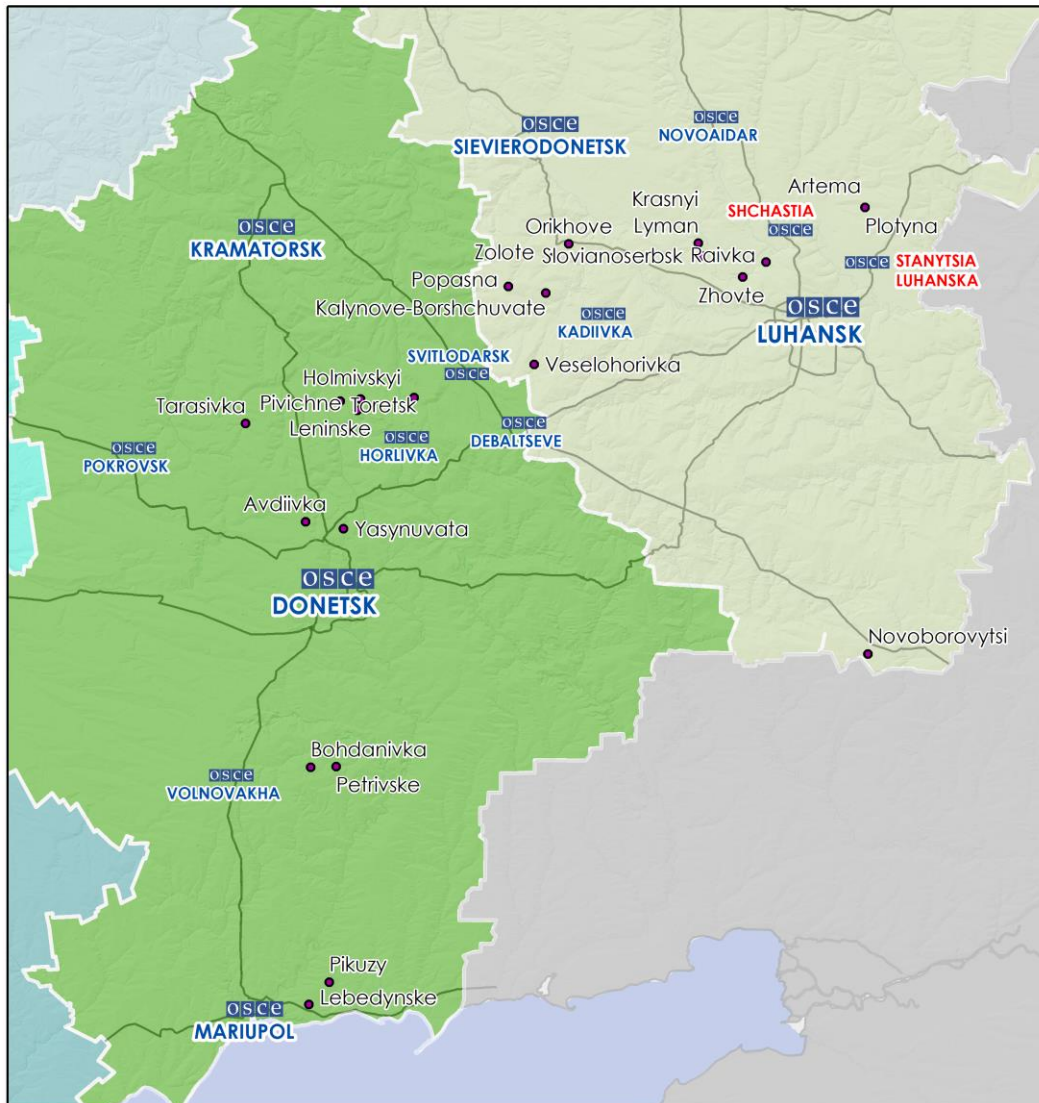 osce
SIEVIERODONETSK
osce
NOVOAIDAR
osce
KRAMATORSK
Krasnyi
Lyman
Artema
SHCHASTIA
osce
Plotyna
Orikhove
Zolote
Slovianoserbsk
Raivka
osce
STANYTSIA
LUHANSKA
Popasna
Kalynove-Borshchuvate
Zhovte
osce
LUHANSK
osce
KADIIVKA
SVITLODARSK
osce
Veselohorivka
Holmivskyi
Tarasivka
Pivichne
Toretsk
Leninske
osce
HORLIVKA
osce
DEBALTSEVE
osce
POKROVSK
Avdiivka
Yasynuvata
osce
DONETSK
Novoborovytsi
Bohdanivka
Petrivske
osce
VOLNOVAKHA
Pikuzy
Lebedynske
osce
MARIUPOL